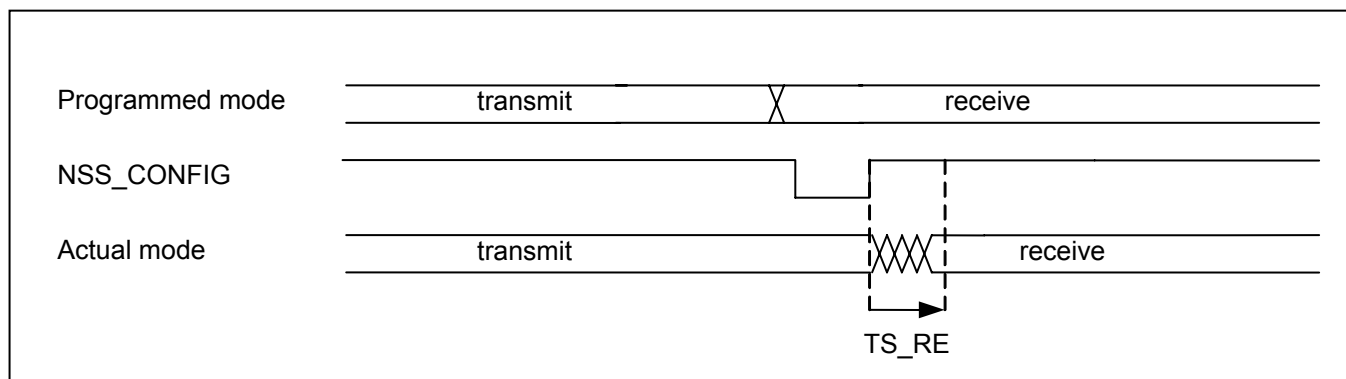 Programmed mode transmit receive
NSS_CONFIG
Actual mode transmit receive
TS_RE